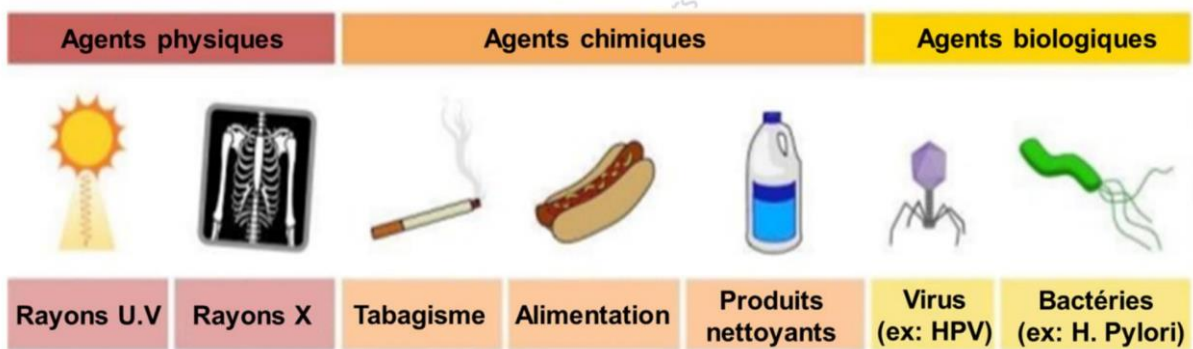 Agents physiques
Agents chimiques
Agents biologiques
Rayons U.V
Rayons X
Tabagisme
Alimentation
Produits
nettoyants
Virus
(ex: HPV)
Bactéries
(ex: H. Pylori)